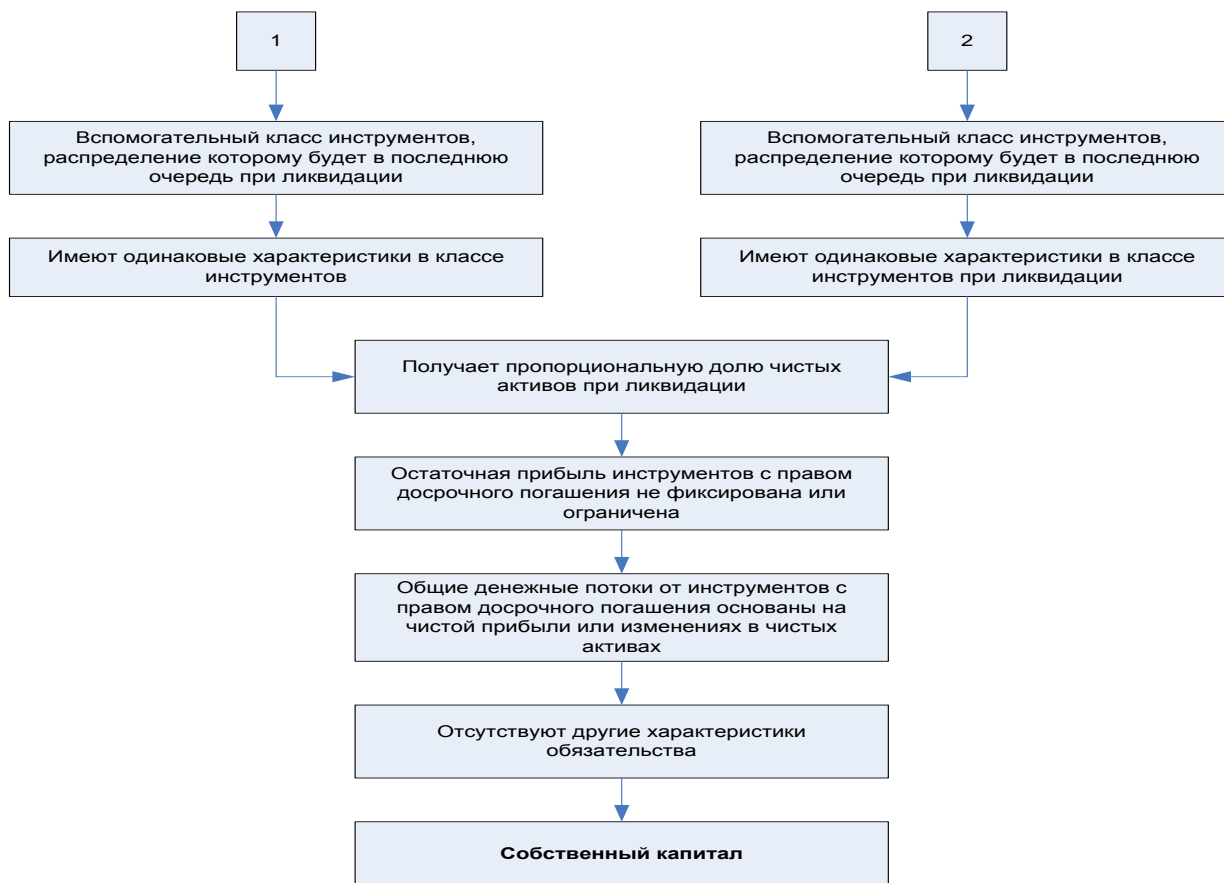 1
2
Вспомогательный класс инструментов,
распределение которому будет в последнюю
очередь при ликвидации
Вспомогательный класс инструментов,
распределение которому будет в последнюю
очередь при ликвидации
Имеют одинаковые характеристики в классе
инструментов
Имеют одинаковые характеристики в классе
инструментов при ликвидации
Получает пропорциональную долю чистых
активов при ликвидации
Остаточная прибыль инструментов с правом
досрочного погашения не фиксирована или
ограничена
Общие денежные потоки от инструментов с
правом досрочного погашения основаны на
чистой прибыли или изменениях в чистых
активах
Отсутствуют другие характеристики
обязательства
Собственный капитал